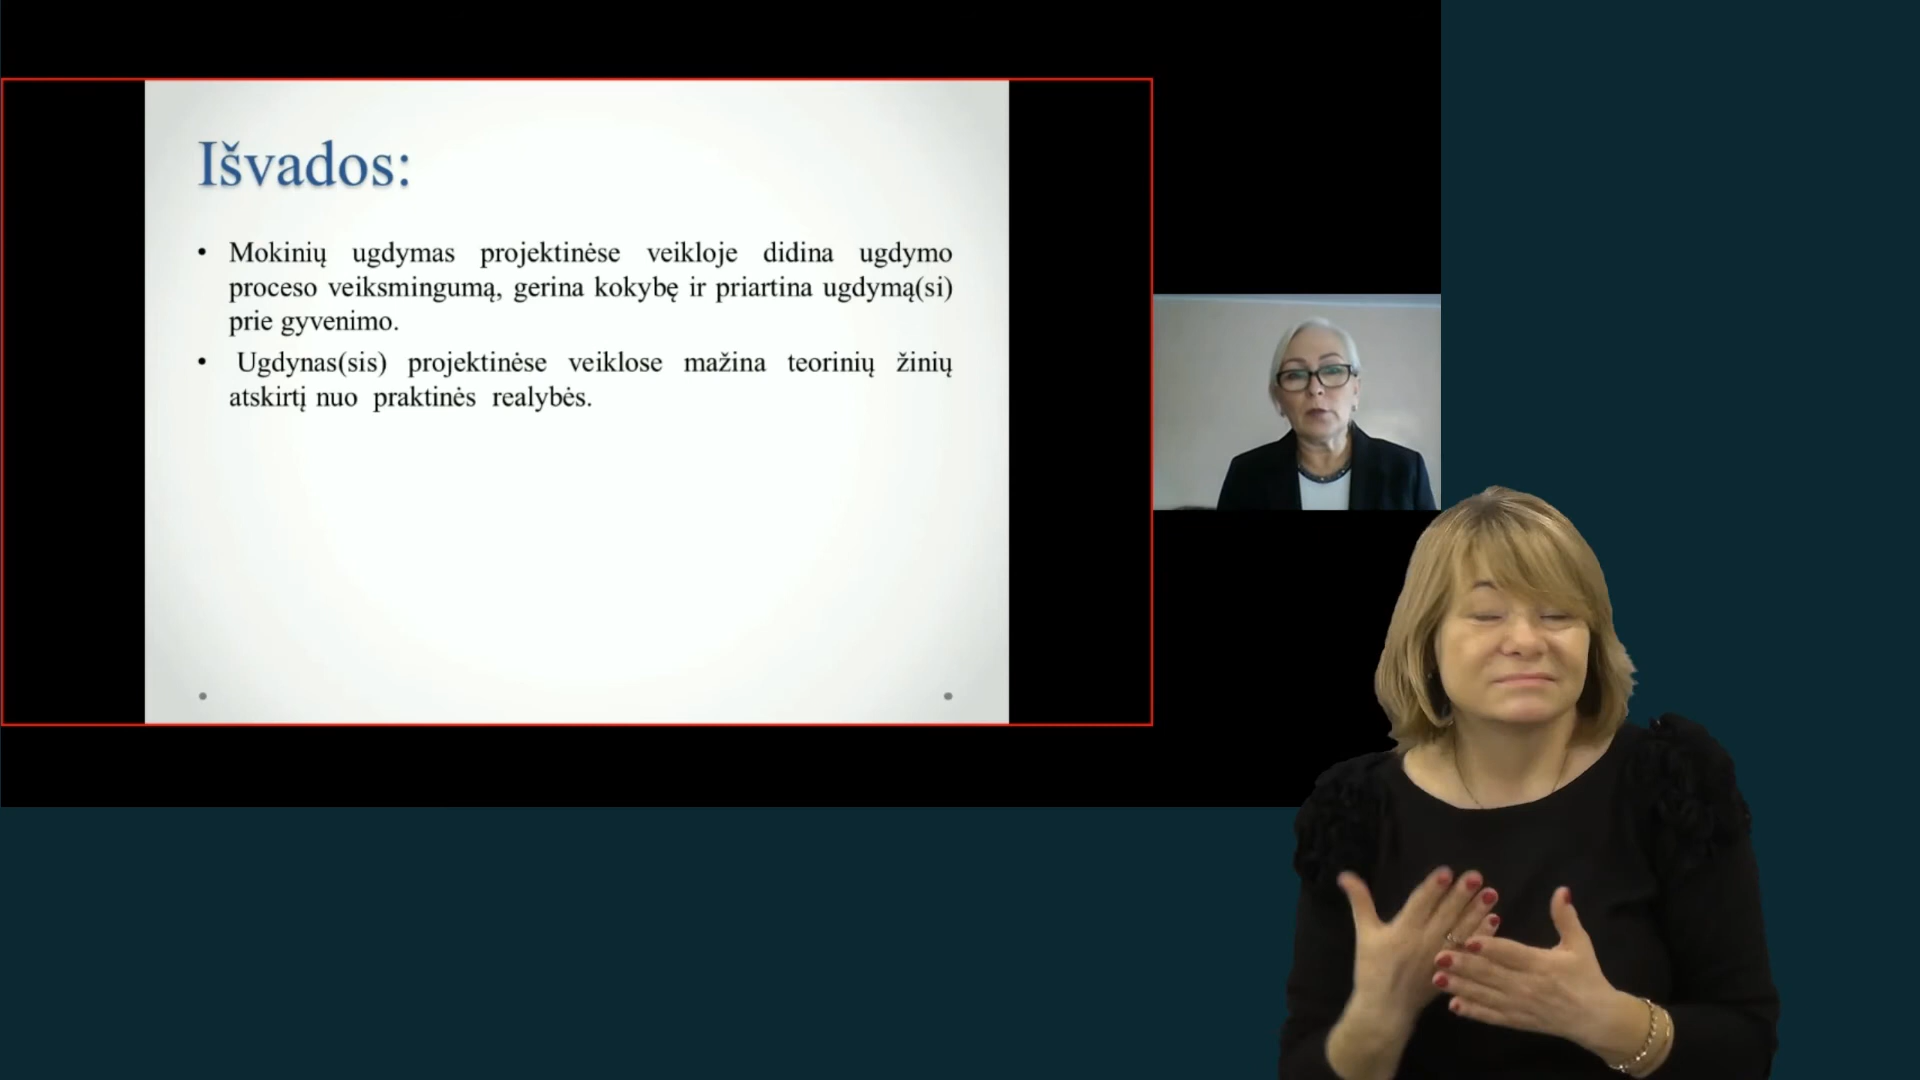 Išvados:
• Mokinių ugdymas projektinėse veikloje didina ugdymo
proceso veiksmingumą, gerina kokybę ir priartina ugdymą(si)
prie gyvenimo.
• Ugdynas(sis) projektinėse veiklose mažina teorinių žinių
atskirtį nuo praktinės realybės.